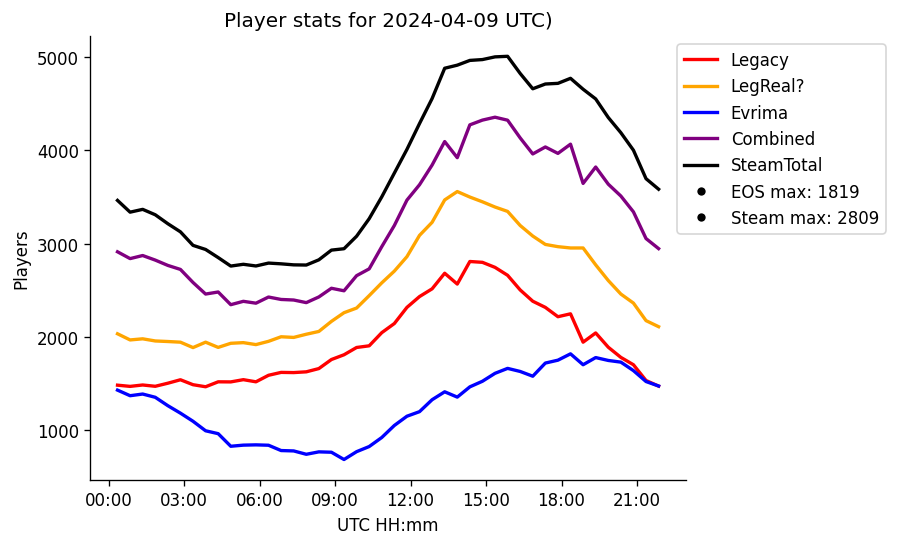 Player stats for 2024-04-09 UTC)
5000
4000
3000
2000
1000
Players
00:00 03:00 06:00 09:00 12:00 15:00 18:00 21:00
UTC HH:mm
Legacy
LegReal?
Evrima
Combined
SteamTotal
EOS max: 1819
Steam max: 2809